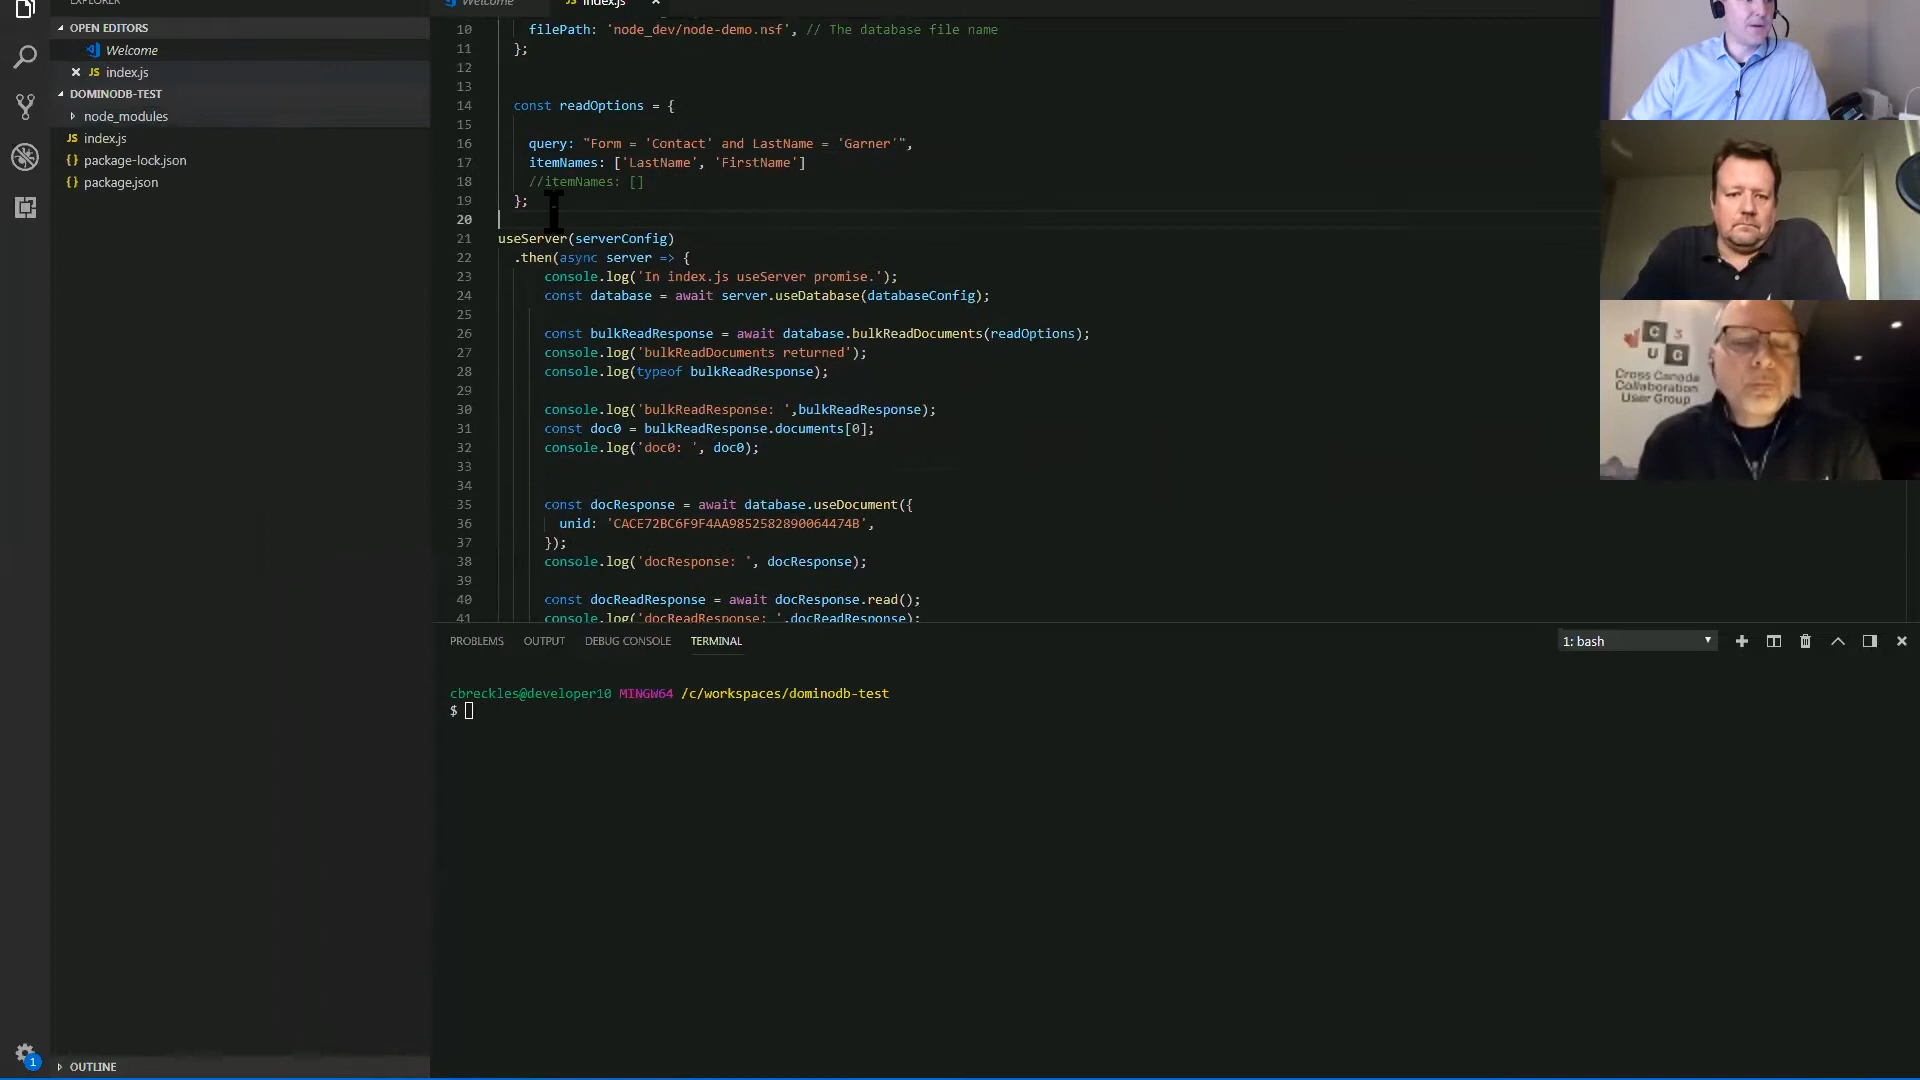 EXPLORER
OPEN EDITORS
Welcome
JS index.js
DOMINODB-TEST
node_modules
JS index.js
{} package-lock.json
{} package.json
OUTLINE
1
Welcome
JS index.js
10 filePath: 'node_dev/node-demo.nsf', // The database file name
11 };
12
13
14 const readOptions = {
15
16 query: "Form = 'Contact' and LastName = 'Garner'",
17 itemNames: ['LastName', 'FirstName']
18 //itemNames: []
19 };
20
21 useServer(serverConfig)
22 .then(async server => {
23 console.log('In index.js useServer promise.');
24 const database = await server.useDatabase(databaseConfig);
25
26 const bulkReadResponse = await database.bulkReadDocuments(readOptions);
27 console.log('bulkReadDocuments returned');
28 console.log(typeof bulkReadResponse);
29
30 console.log('bulkReadResponse: ',bulkReadResponse);
31 const doc0 = bulkReadResponse.documents[0];
32 console.log('doc0: ', doc0);
33
34
35 const docResponse = await database.useDocument({
36 unid: 'CACE72BC6F9F4AA9852582890064474B',
37 });
38 console.log('docResponse: ', docResponse);
39
40 const docReadResponse = await docResponse.read();
41 console.log('docReadResponse: ',docReadResponse);
PROBLEMS OUTPUT DEBUG CONSOLE TERMINAL
1: bash
cbreckles@developer10 MINGW64 /c/workspaces/dominodb-test
$
C 3
U G
Cross Canada
Collaboration
User Group